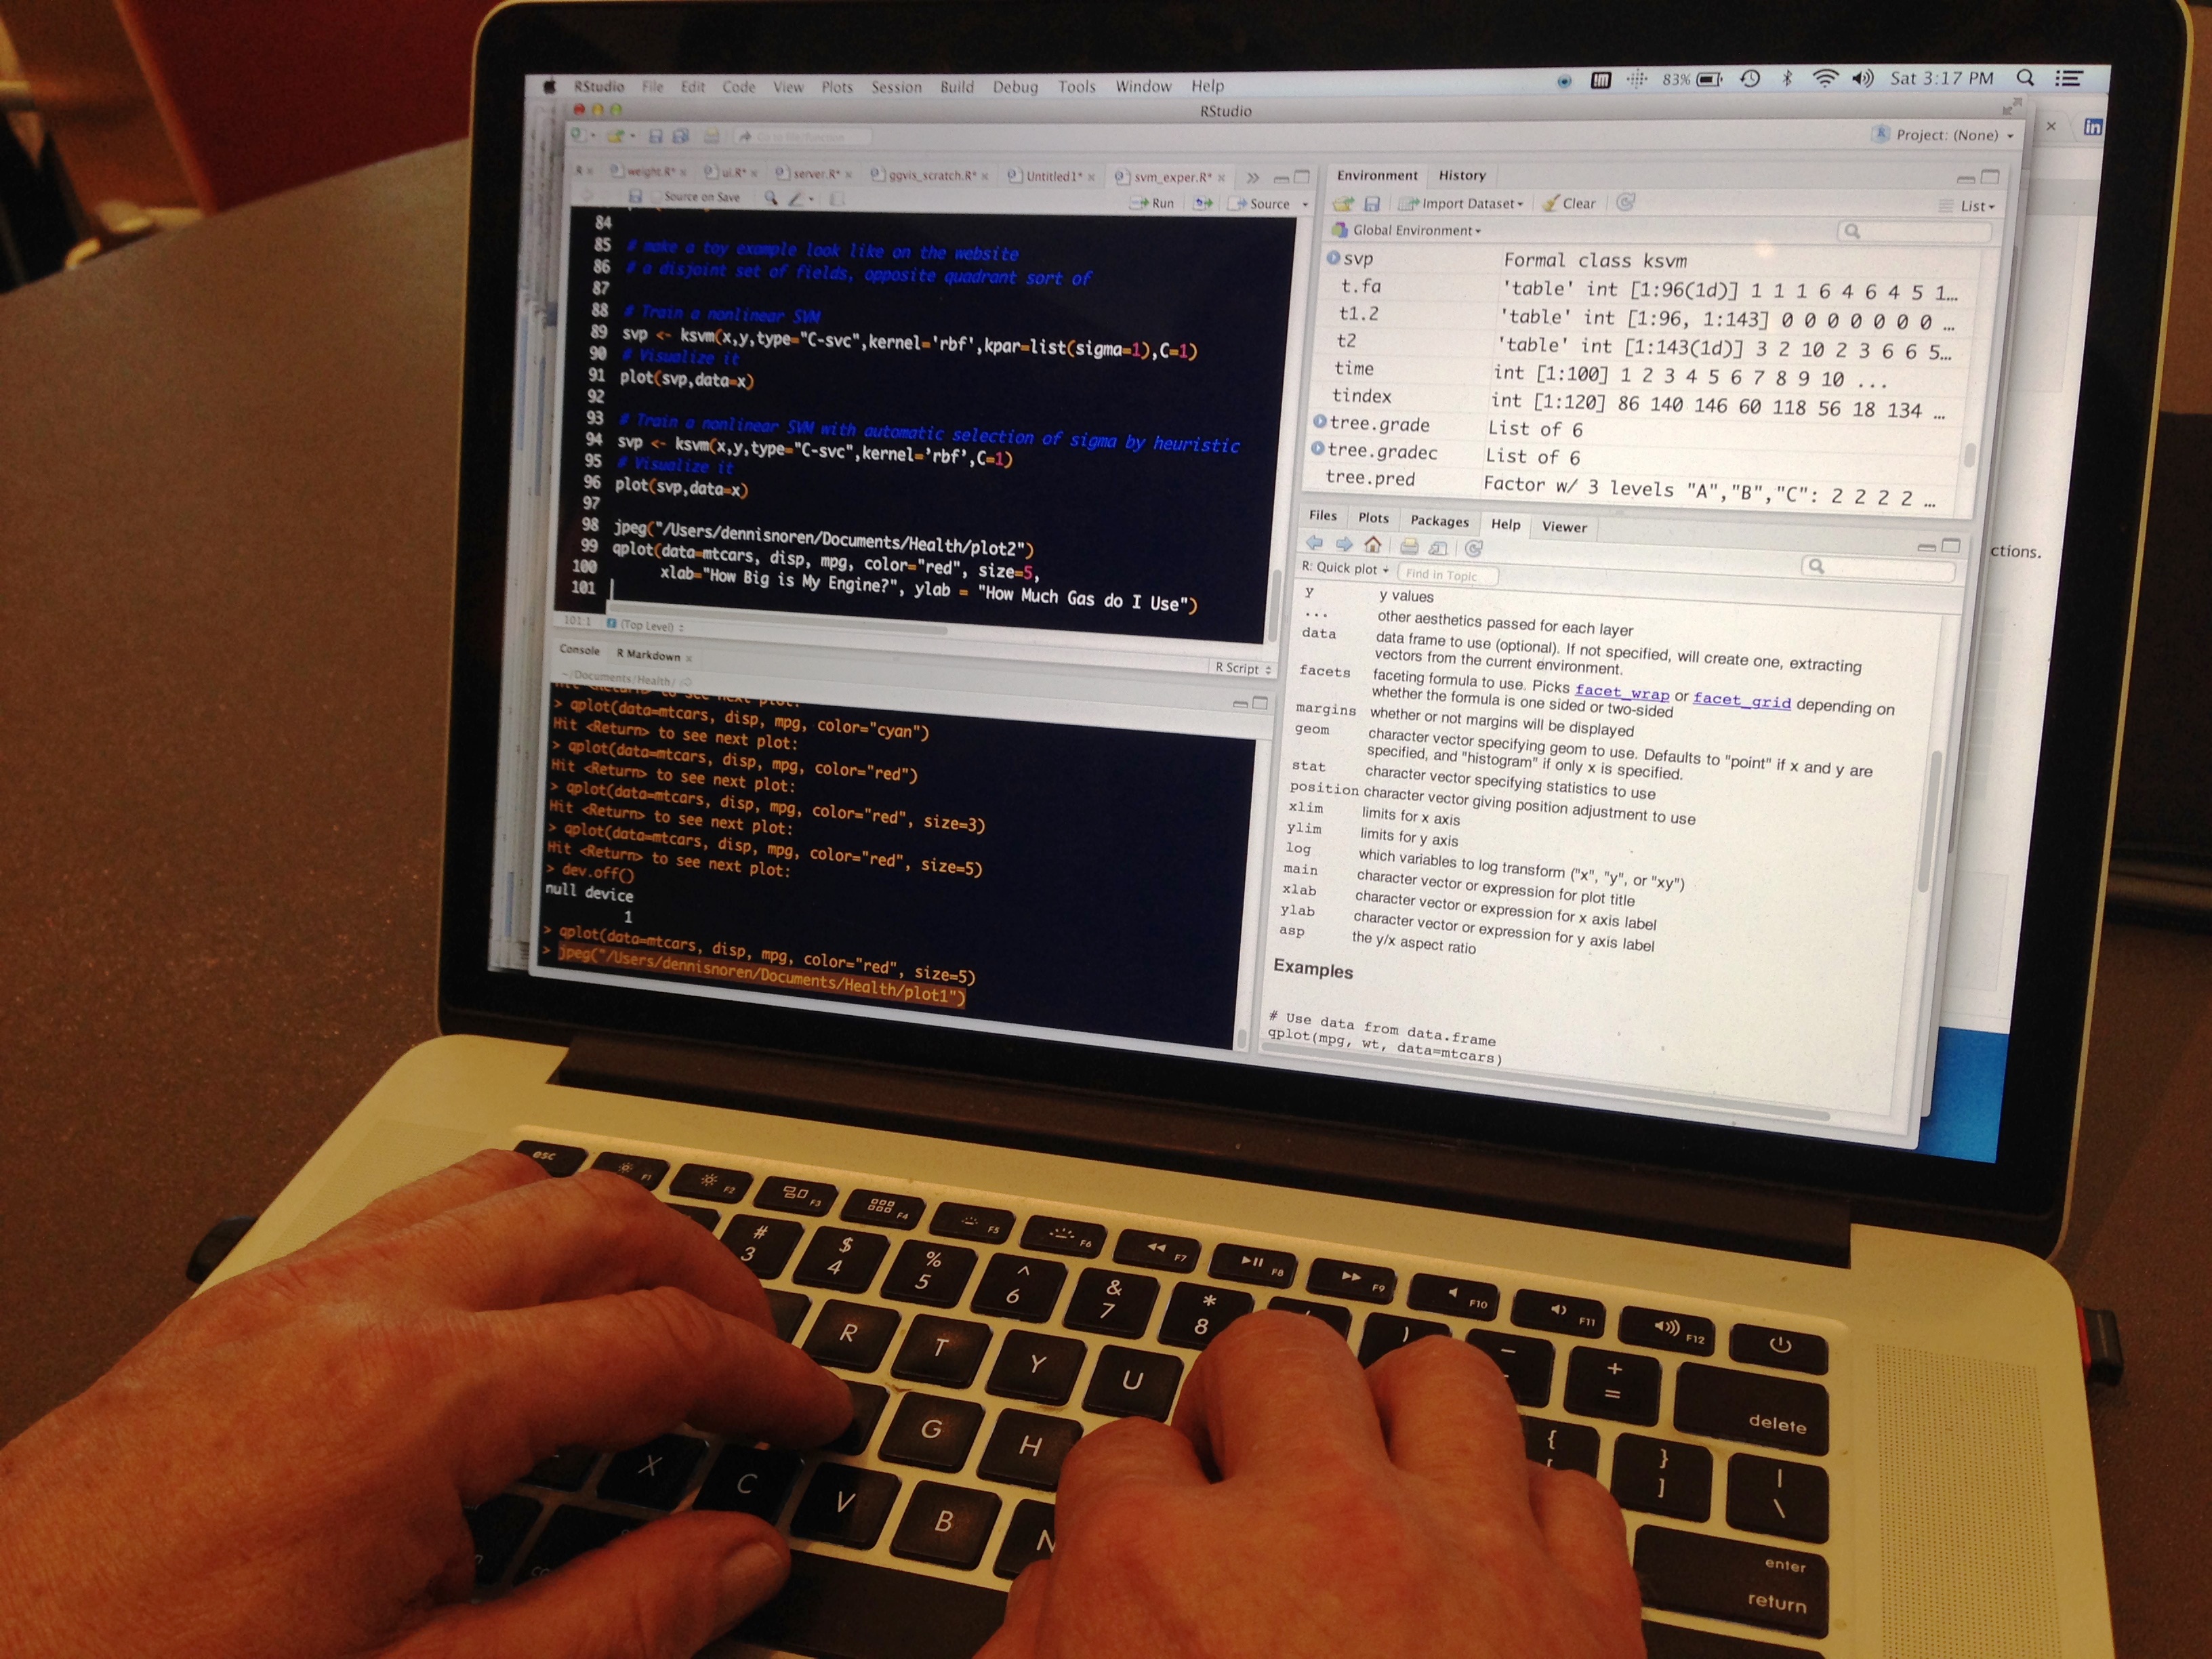 RStudio File Edit Code View Plots Session Build Debug Tools Window Help 83% Sat 3:17 PM
RStudio
Go to file/function Project: (None)
weight.R* ui.R* server.R* ggvis_scratch.R* Untitled1* svm_exper.R*
Source on Save Run Source
84
85 # make a toy example look like on the website
86 # a disjoint set of fields, opposite quadrant sort of
87
88 # Train a nonlinear SVM
89 svp <- ksvm(x,y,type="C-svc",kernel='rbf',kpar=list(sigma=1),C=1)
90 # Visualize it
91 plot(svp,data=x)
92
93 # Train a nonlinear SVM with automatic selection of sigma by heuristic
94 svp <- ksvm(x,y,type="C-svc",kernel='rbf',C=1)
95 # Visualize it
96 plot(svp,data=x)
97
98 jpeg("/Users/dennisnoren/Documents/Health/plot2")
99 qplot(data=mtcars, disp, mpg, color="red", size=5,
100 xlab="How Big is My Engine?", ylab = "How Much Gas do I Use")
101
101:1 (Top Level) R Script
Console R Markdown
~/Documents/Health/
Hit <Return> to see next plot:
> qplot(data=mtcars, disp, mpg, color="cyan")
Hit <Return> to see next plot:
> qplot(data=mtcars, disp, mpg, color="red")
Hit <Return> to see next plot:
> qplot(data=mtcars, disp, mpg, color="red", size=3)
Hit <Return> to see next plot:
> qplot(data=mtcars, disp, mpg, color="red", size=5)
Hit <Return> to see next plot:
> dev.off()
null device
1
> qplot(data=mtcars, disp, mpg, color="red", size=5)
> jpeg("/Users/dennisnoren/Documents/Health/plot1")
Environment History
Import Dataset Clear List
Global Environment
svp Formal class ksvm
t.fa 'table' int [1:96(1d)] 1 1 1 6 4 6 4 5 1...
t1.2 'table' int [1:96, 1:143] 0 0 0 0 0 0 0 ...
t2 'table' int [1:143(1d)] 3 2 10 2 3 6 6 5...
time int [1:100] 1 2 3 4 5 6 7 8 9 10 ...
tindex int [1:120] 86 140 146 60 118 56 18 134 ...
tree.grade List of 6
tree.gradec List of 6
tree.pred Factor w/ 3 levels "A","B","C": 2 2 2 2 ...
Files Plots Packages Help Viewer
R: Quick plot Find in Topic
y y values
... other aesthetics passed for each layer
data data frame to use (optional). If not specified, will create one, extracting
vectors from the current environment.
facets faceting formula to use. Picks facet_wrap or facet_grid depending on
whether the formula is one sided or two-sided
margins whether or not margins will be displayed
geom character vector specifying geom to use. Defaults to "point" if x and y are
specified, and "histogram" if only x is specified.
stat character vector specifying statistics to use
position character vector giving position adjustment to use
xlim limits for x axis
ylim limits for y axis
log which variables to log transform ("x", "y", or "xy")
main character vector or expression for plot title
xlab character vector or expression for x axis label
ylab character vector or expression for y axis label
asp the y/x aspect ratio
Examples
# Use data from data.frame
qplot(mpg, wt, data=mtcars)
in
ctions.
esc F1 F2 F3 F4 F5 F6 F7 F8 F9 F10 F11 F12
# 3 $ 4 % 5 ^ 6 & 7 * 8 ) - + = delete
R T Y U { [ } ] | \
G H enter return
X C V B N